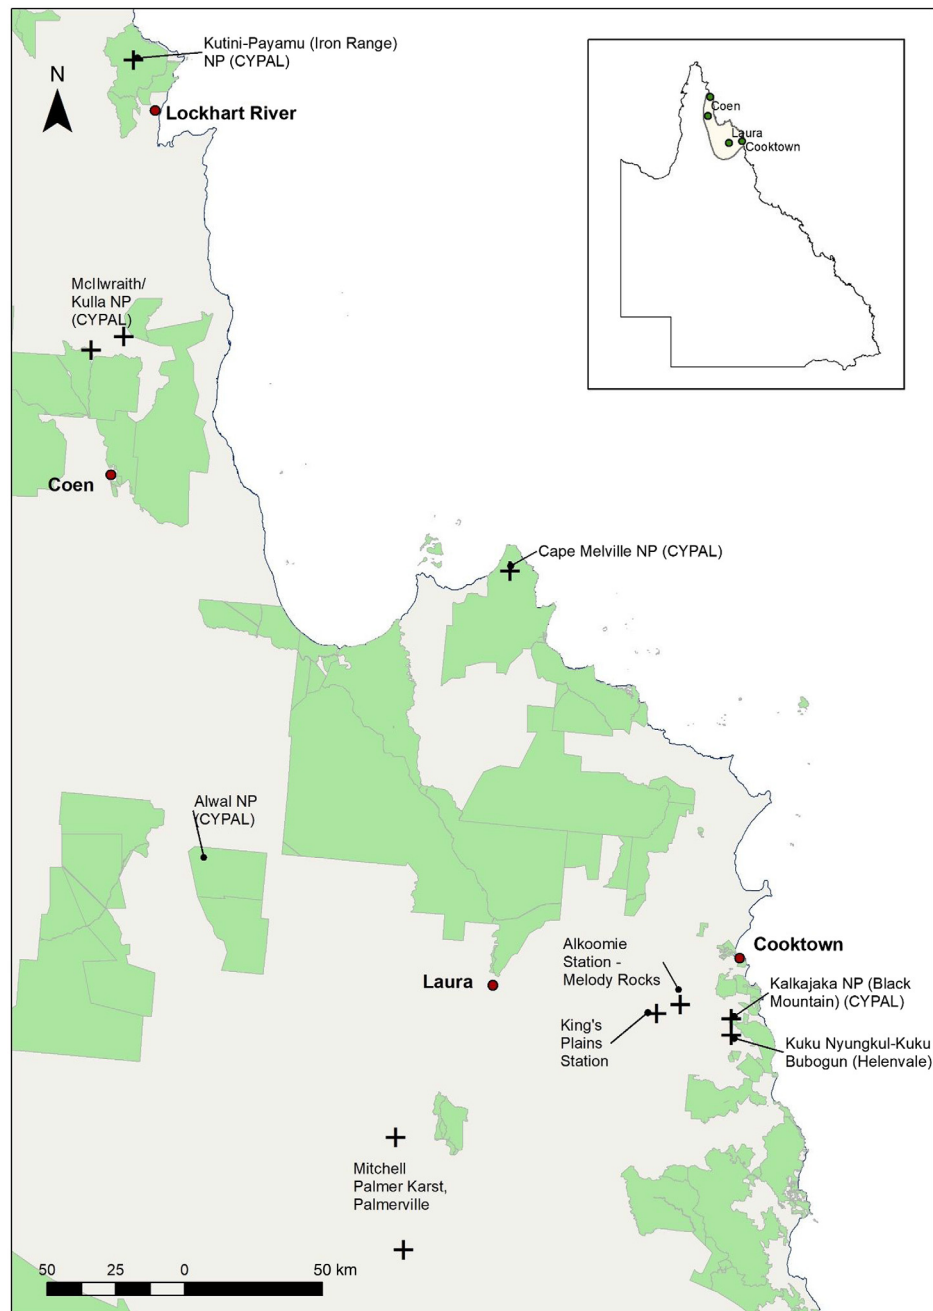 Kutini-Payamu (Iron Range)
NP (CYPAL)
N
Lockhart River
Coen
Laura
Cooktown
McIlwraith/
Kulla NP
(CYPAL)
Coen
Cape Melville NP (CYPAL)
Alwal NP
(CYPAL)
Alkoomie
Station -
Melody Rocks
Cooktown
Laura
Kalkajaka NP (Black
Mountain) (CYPAL)
King's
Plains
Station
Kuku Nyungkul-Kuku
Bubogun (Helenvale)
Mitchell
Palmer Karst,
Palmerville
50 25 0 50 km